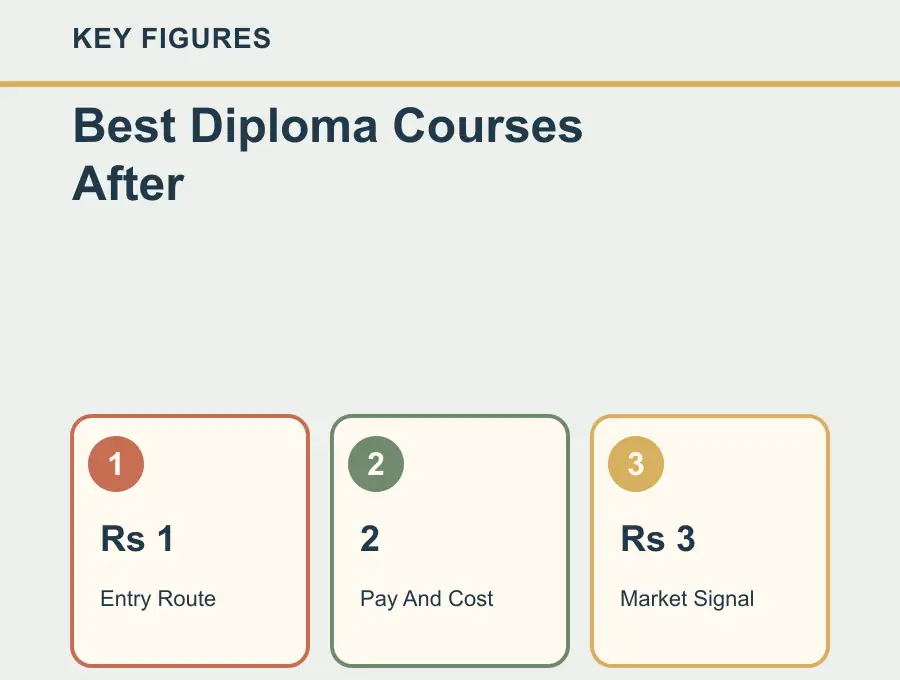 KEY FIGURES
Best Diploma Courses
After
1
Rs 1
Entry Route
2
2
Pay And Cost
3
Rs 3
Market Signal